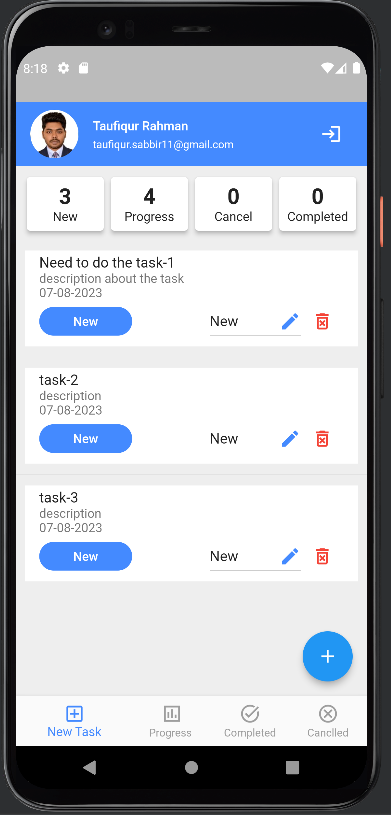 8:18
Taufiqur Rahman
taufiqur.sabbir11@gmail.com
3 4 0 0
New Progress Cancel Completed
Need to do the task-1
description about the task
07-08-2023
New New
task-2
description
07-08-2023
New New
task-3
description
07-08-2023
New New
+
New Task Progress Completed Canclled